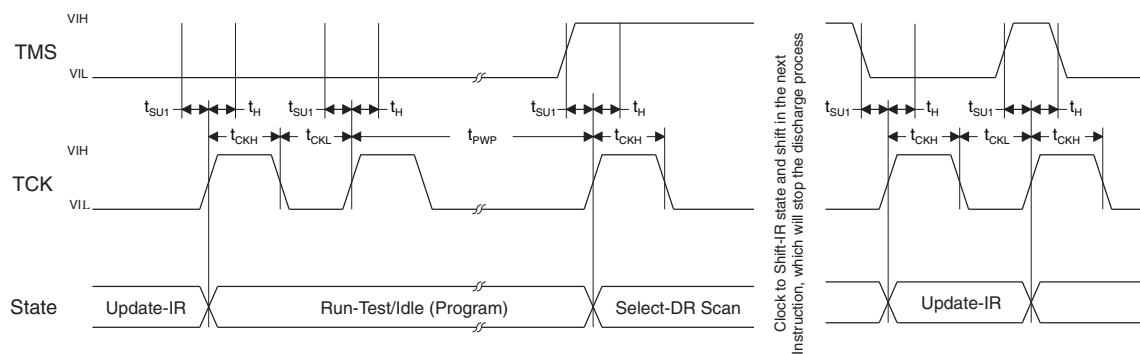 VIH
TMS
VIL
tSU1 tH tSU1 tH tSU1 tH tSU1 tH tSU1 tH
tCKH tCKL tPWP tCKH tCKH tCKL tCKH
VIH
TCK
VIL
State
Update-IR Run-Test/Idle (Program) Select-DR Scan Update-IR
Clock to Shift-IR state and shift in the next
Instruction, which will stop the discharge process